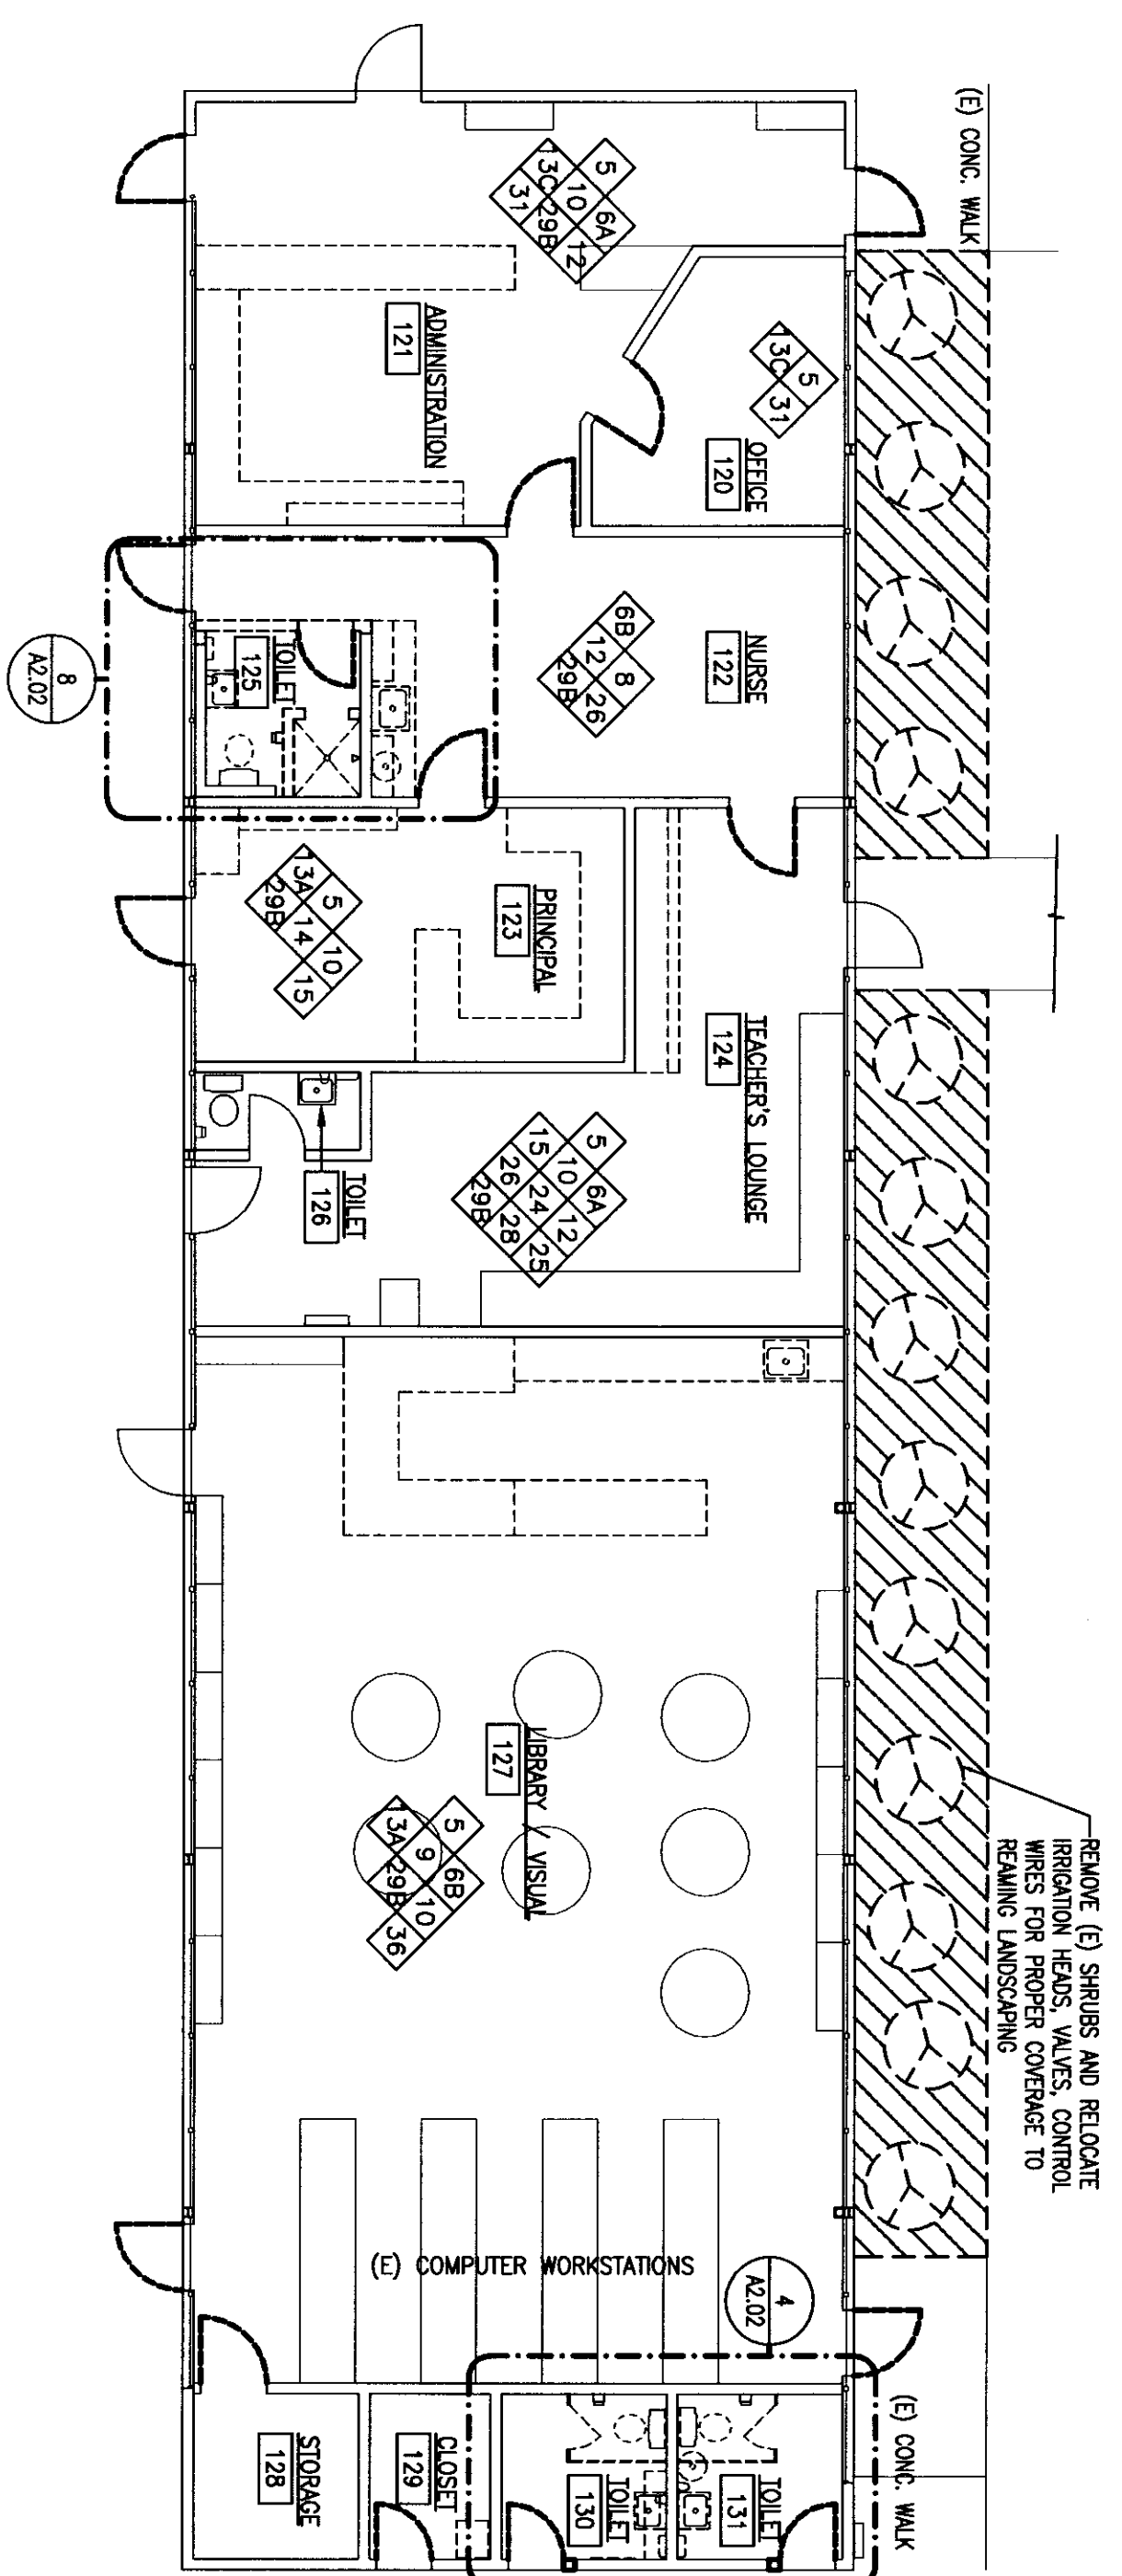 (E) CONC. WALK
5
6A
12
10
29B
13C
31
ADMINISTRATION
121
5
31
13C
OFFICE
120
NURSE
122
8
26
6B
12
29B
TOILET
125
8
A2.02
PRINCIPAL
123
5
10
15
13A
14
29B
TEACHER'S LOUNGE
124
5
6A
12
25
10
24
28
15
26
29B
TOILET
126
LIBRARY / VISUAL
127
5
6B
10
36
9
29B
13A
REMOVE (E) SHRUBS AND RELOCATE
IRRIGATION HEADS, VALVES, CONTROL
WIRES FOR PROPER COVERAGE TO
REAMING LANDSCAPING
(E) COMPUTER WORKSTATIONS
4
A2.02
(E) CONC. WALK
STORAGE
128
CLOSET
129
TOILET
130
TOILET
131